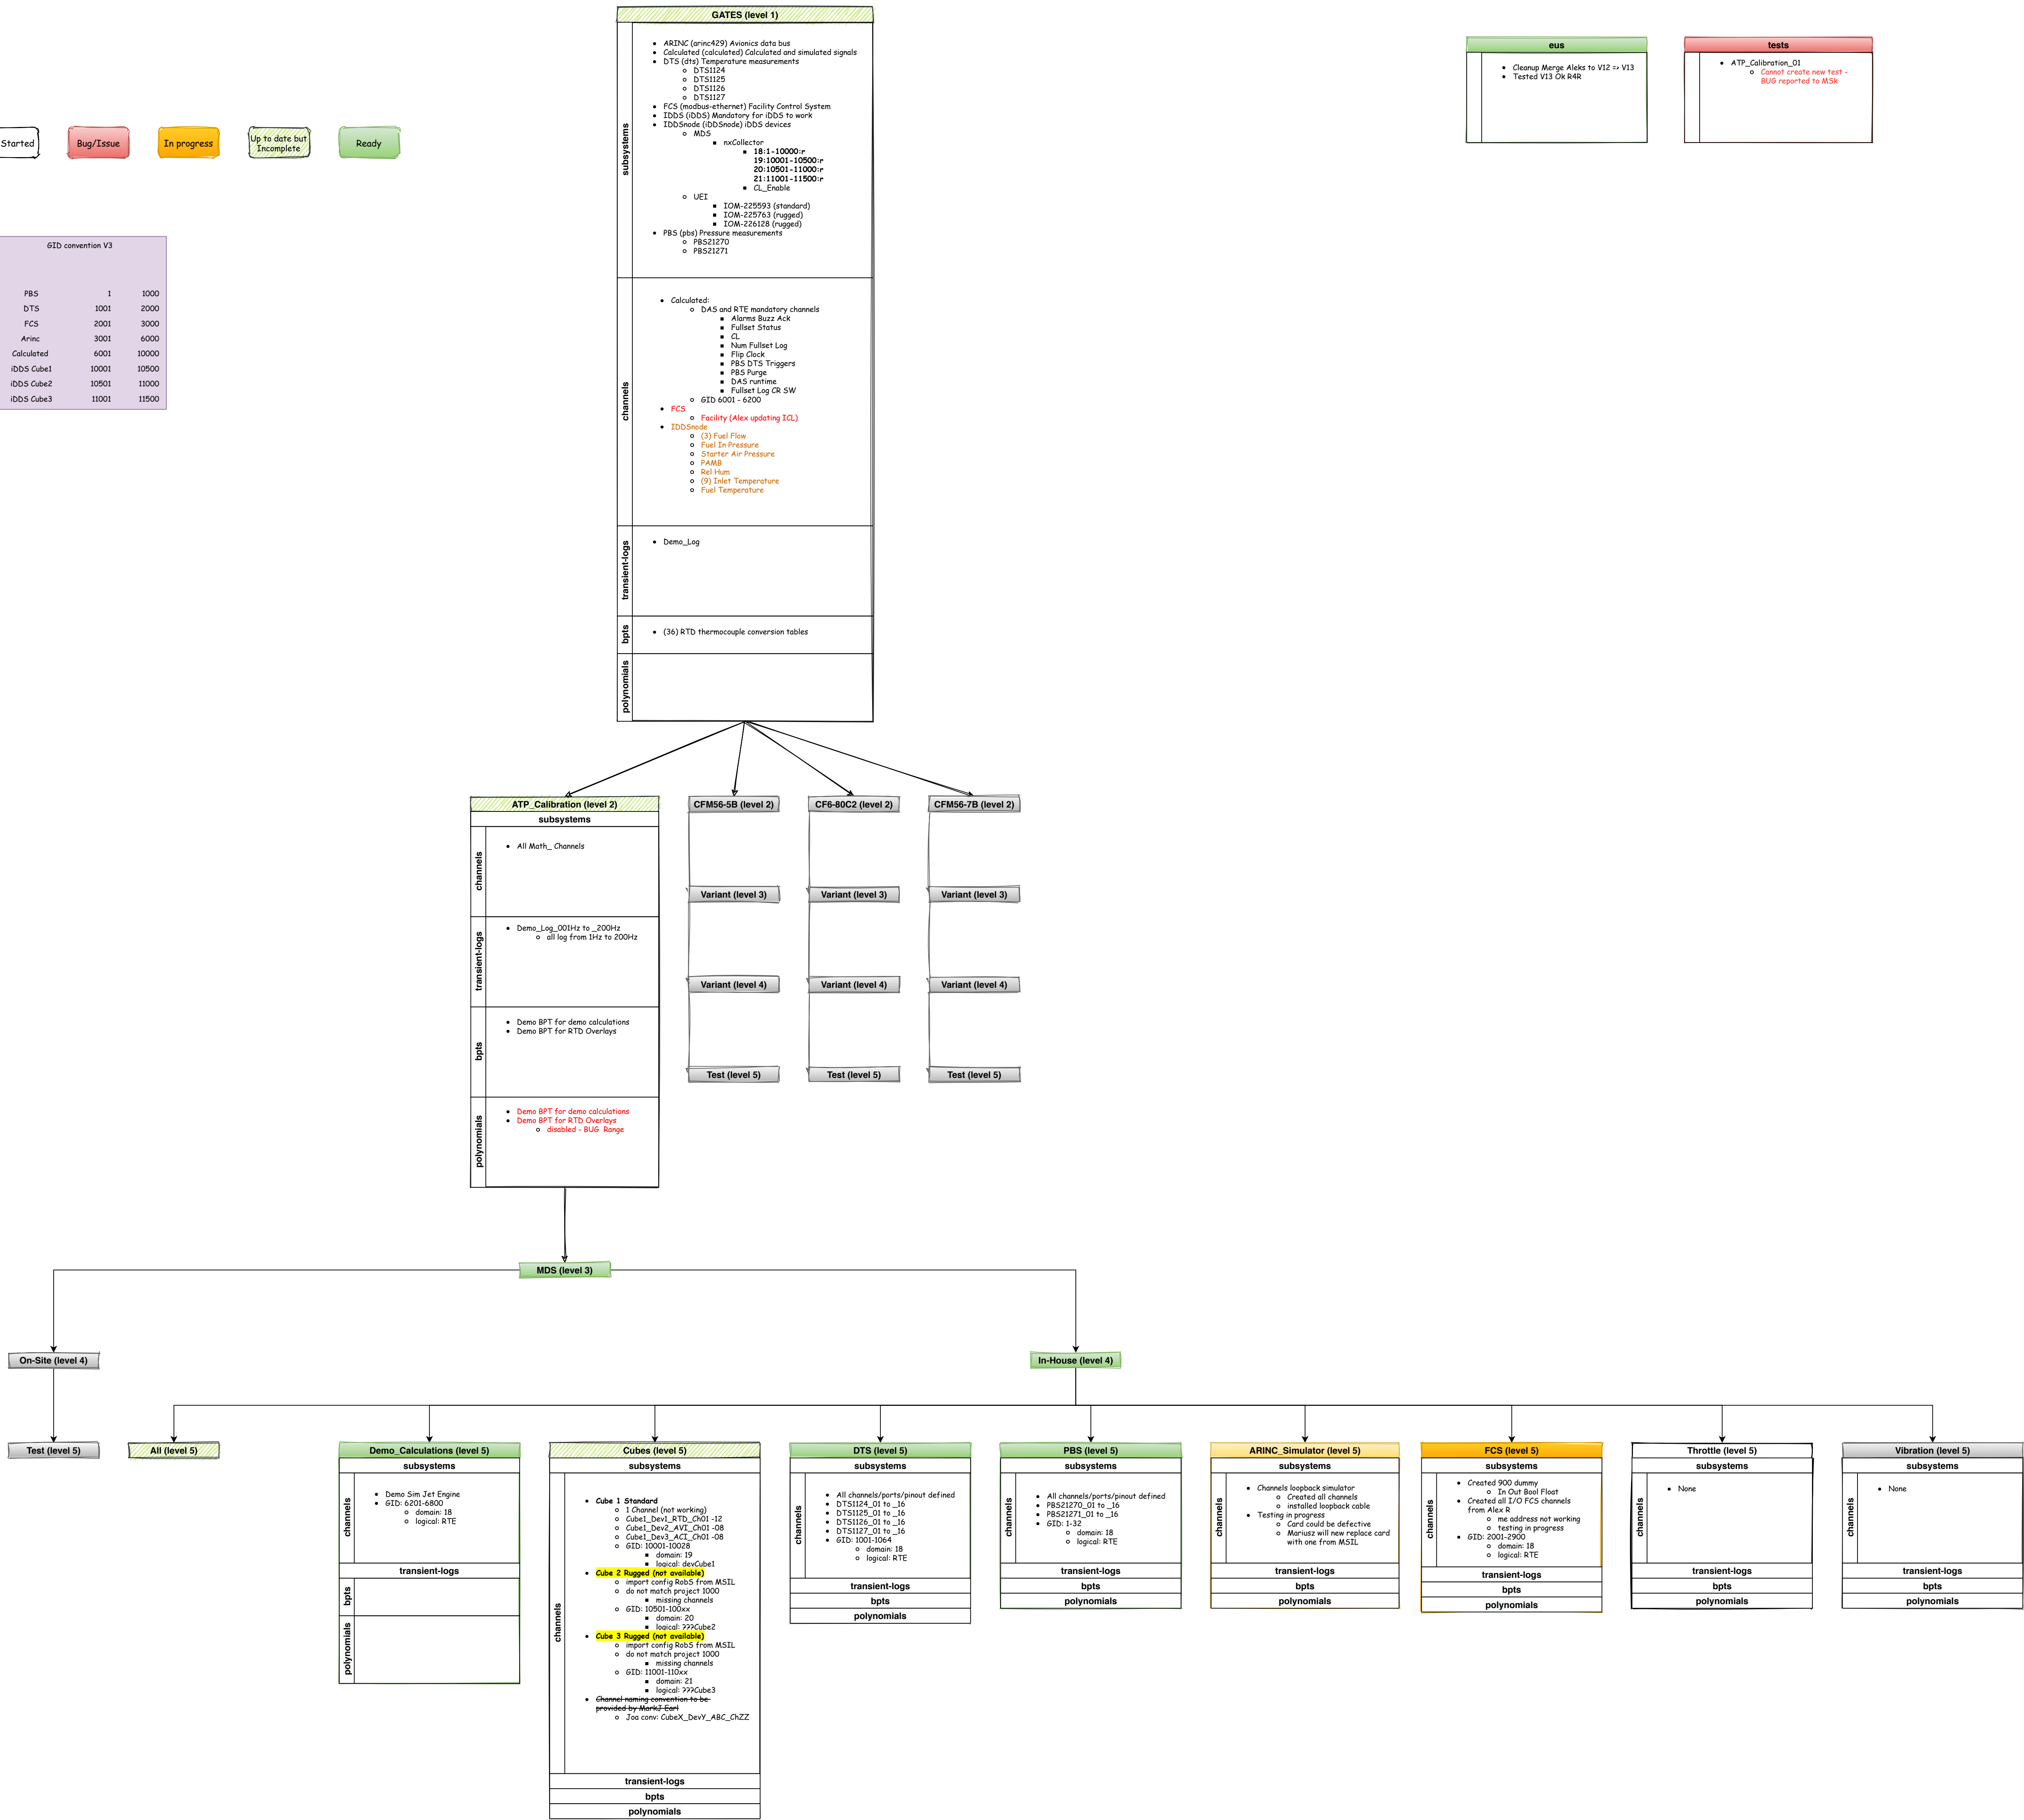 GATES (level 1)
subsystems
ARINC (arinc429) Avionics data bus
Calculated (calculated) Calculated and simulated signals
DTS (dts) Temperature measurements
DTS1124
DTS1125
DTS1126
DTS1127
FCS (modbus-ethernet) Facility Control System
IDDS (iDDS) Mandatory for iDDS to work
IDDSnode (iDDSnode) iDDS devices
MDS
nxCollector
18:1-10000:r
19:10001-10500:r
20:10501-11000:r
21:11001-11500:r
CL_Enable
UEI
IOM-225593 (standard)
IOM-225763 (rugged)
IOM-226128 (rugged)
PBS (pbs) Pressure measurements
PBS21270
PBS21271
channels
Calculated:
DAS and RTE mandatory channels
Alarms Buzz Ack
Fullset Status
CL
Num Fullset Log
Flip Clock
PBS DTS Triggers
PBS Purge
DAS runtime
Fullset Log CR SW
GID 6001 - 6200
FCS
Facility (Alex updating ICL)
IDDSnode
(3) Fuel Flow
Fuel In Pressure
Starter Air Pressure
PAMB
Rel Hum
(9) Inlet Temperature
Fuel Temperature
transient-logs
Demo_Log
bpts
(36) RTD thermocouple conversion tables
polynomials
eus
Cleanup Merge Aleks to V12 => V13
Tested V13 Ok R4R
tests
ATP_Calibration_01
Cannot create new test -
BUG reported to MSk
Started
Bug/Issue
In progress
Up to date but
Incomplete
Ready
GID convention V3
PBS 1 1000
DTS 1001 2000
FCS 2001 3000
Arinc 3001 6000
Calculated 6001 10000
iDDS Cube1 10001 10500
iDDS Cube2 10501 11000
iDDS Cube3 11001 11500
ATP_Calibration (level 2)
subsystems
channels
All Math_ Channels
transient-logs
Demo_Log_001Hz to _200Hz
all log from 1Hz to 200Hz
bpts
Demo BPT for demo calculations
Demo BPT for RTD Overlays
polynomials
Demo BPT for demo calculations
Demo BPT for RTD Overlays
disabled - BUG Range
CFM56-5B (level 2)
Variant (level 3)
Variant (level 4)
Test (level 5)
CF6-80C2 (level 2)
Variant (level 3)
Variant (level 4)
Test (level 5)
CFM56-7B (level 2)
Variant (level 3)
Variant (level 4)
Test (level 5)
MDS (level 3)
On-Site (level 4)
In-House (level 4)
Test (level 5)
All (level 5)
Demo_Calculations (level 5)
subsystems
channels
Demo Sim Jet Engine
GID: 6201-6800
domain: 18
logical: RTE
transient-logs
bpts
polynomials
Cubes (level 5)
subsystems
channels
Cube 1 Standard
1 Channel (not working)
Cube1_Dev1_RTD_Ch01 -12
Cube1_Dev2_AVI_Ch01 -08
Cube1_Dev3_ACI_Ch01 -08
GID: 10001-10028
domain: 19
logical: devCube1
Cube 2 Rugged (not available)
import config RobS from MSIL
do not match project 1000
missing channels
GID: 10501-100xx
domain: 20
logical: ???Cube2
Cube 3 Rugged (not available)
import config RobS from MSIL
do not match project 1000
missing channels
GID: 11001-110xx
domain: 21
logical: ???Cube3
Channel naming convention to be
provided by MarkJ Earl
Joa conv: CubeX_DevY_ABC_ChZZ
transient-logs
bpts
polynomials
DTS (level 5)
subsystems
channels
All channels/ports/pinout defined
DTS1124_01 to _16
DTS1125_01 to _16
DTS1126_01 to _16
DTS1127_01 to _16
GID: 1001-1064
domain: 18
logical: RTE
transient-logs
bpts
polynomials
PBS (level 5)
subsystems
channels
All channels/ports/pinout defined
PBS21270_01 to _16
PBS21271_01 to _16
GID: 1-32
domain: 18
logical: RTE
transient-logs
bpts
polynomials
ARINC_Simulator (level 5)
subsystems
channels
Channels loopback simulator
Created all channels
installed loopback cable
Testing in progress
Card could be defective
Mariusz will new replace card
with one from MSIL
transient-logs
bpts
polynomials
FCS (level 5)
subsystems
channels
Created 900 dummy
In Out Bool Float
Created all I/O FCS channels
from Alex R
me address not working
testing in progress
GID: 2001-2900
domain: 18
logical: RTE
transient-logs
bpts
polynomials
Throttle (level 5)
subsystems
channels
None
transient-logs
bpts
polynomials
Vibration (level 5)
subsystems
channels
None
transient-logs
bpts
polynomials